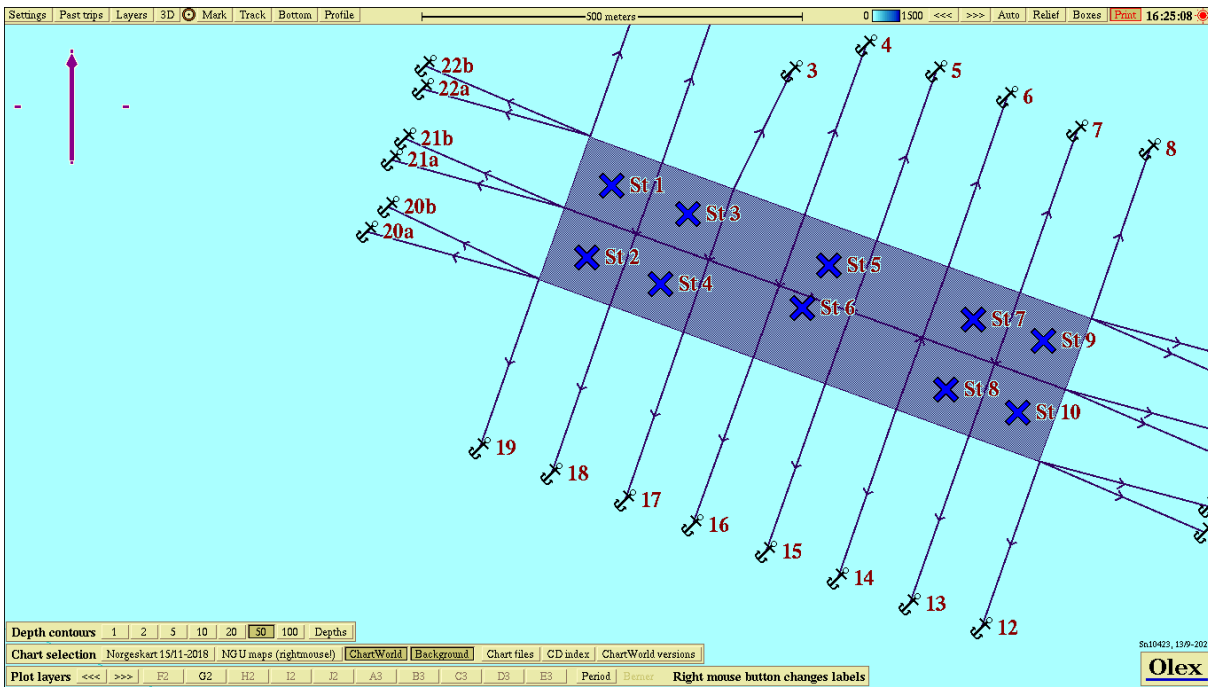 Settings Past trips Layers 3D Mark Track Bottom Profile 500 meters 0 1500 <<< >>> Auto Relief Boxes Print 16:25:08
4
22b 3 5
22a 6
21b 7
21a 8
St 1
20b St 3
20a
St 2 St 5
St 4
St 6 St 7
St 9
St 8
St 10
19
18
17
16
15
14
13
12
Depth contours 1 2 5 10 20 50 100 Depths
Sn10423, 13/9-202
Chart selection Norgeskart 15/11-2018 NGU maps (rightmouse!) ChartWorld Background Chart files CD index ChartWorld versions
Plot layers <<< >>> F2 G2 H2 I2 J2 A3 B3 C3 D3 E3 Period Bemer Right mouse button changes labels
Olex